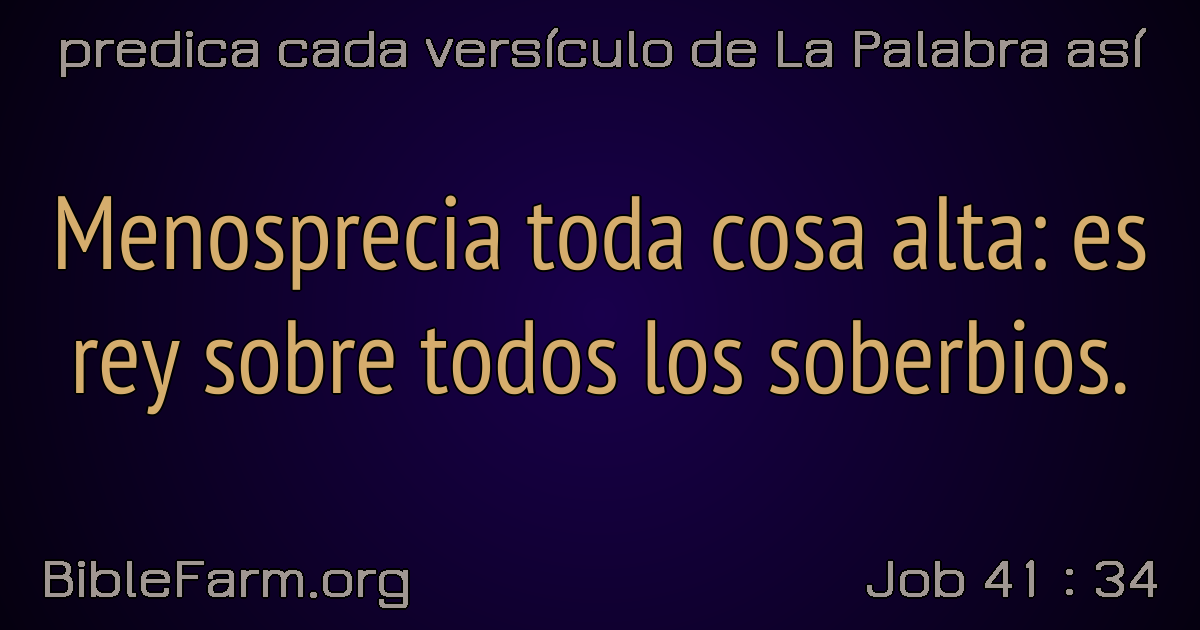 predica cada versículo de La Palabra así
Menosprecia toda cosa alta: es
rey sobre todos los soberbios.
BibleFarm.org
Job 41 : 34